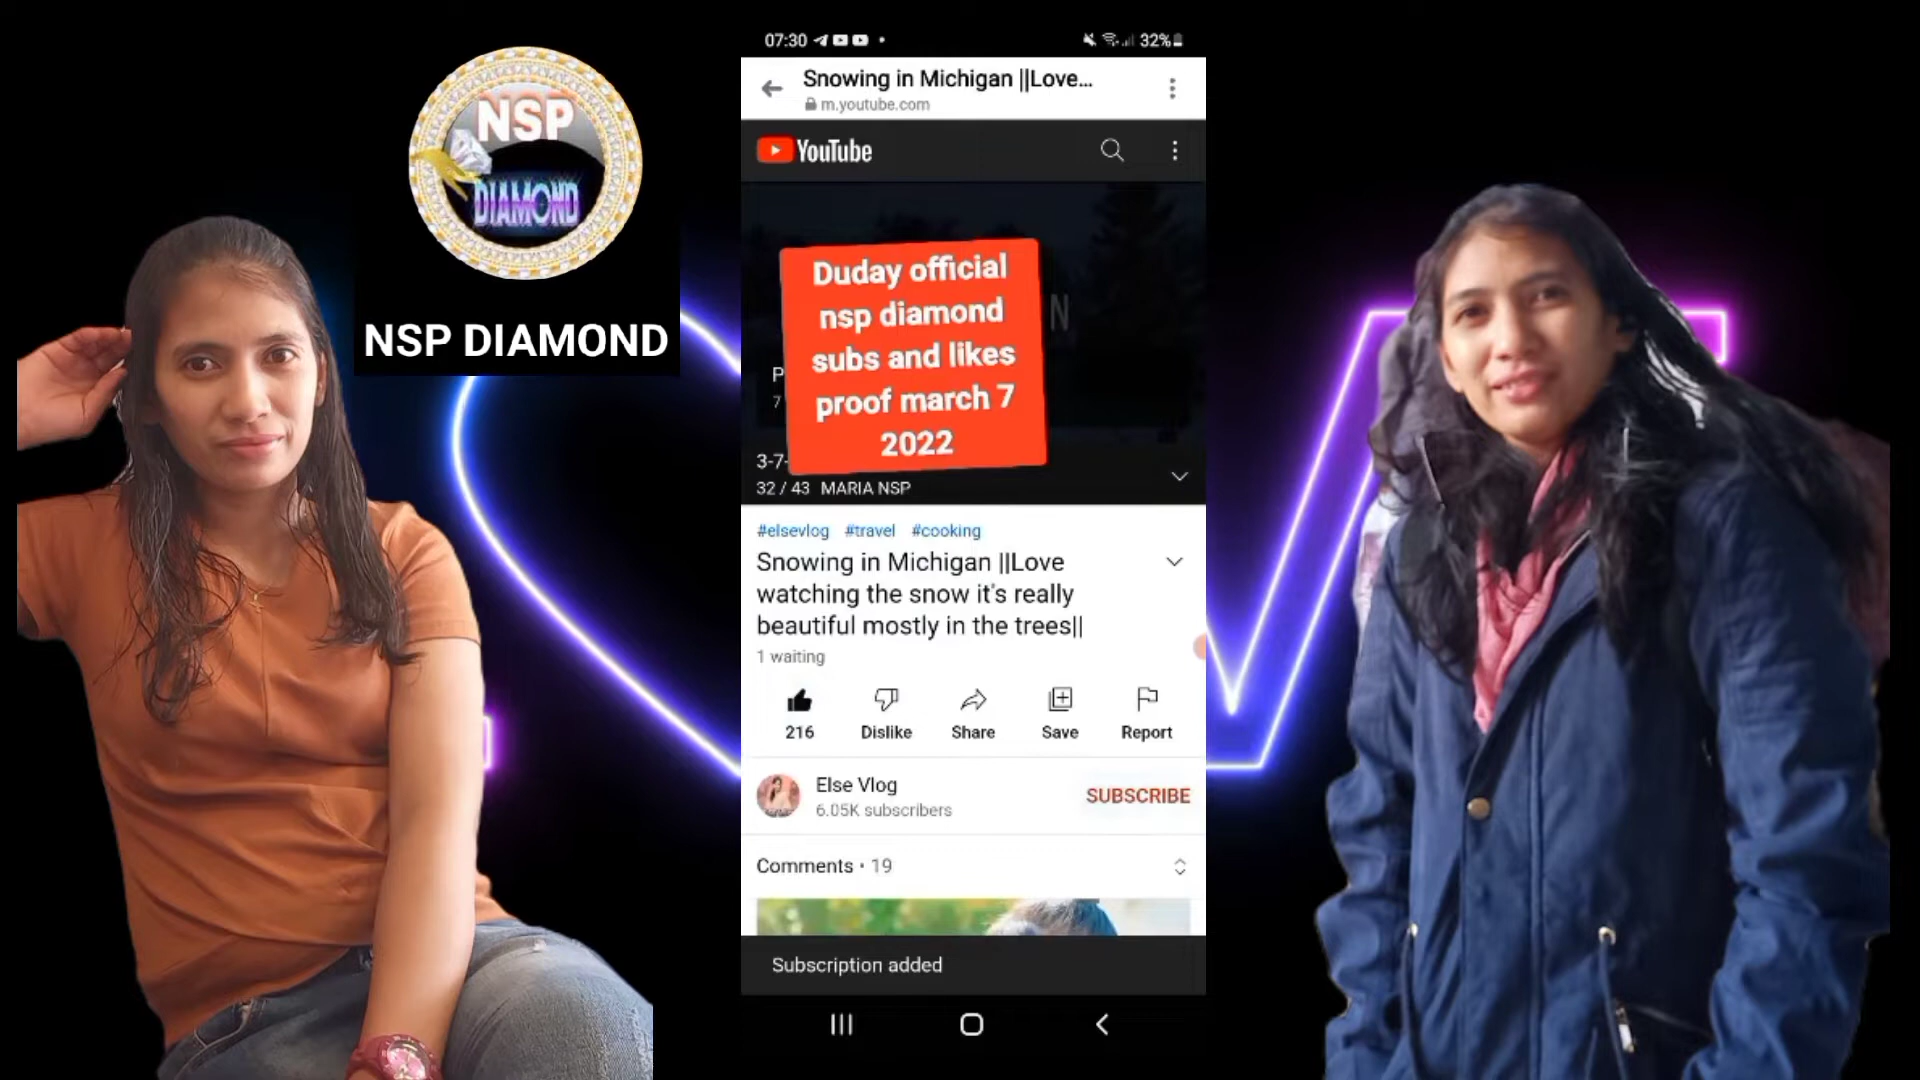 NSP
DIAMOND
NSP DIAMOND
07:30
32%
Snowing in Michigan ||Love...
m.youtube.com
YouTube
Duday official
nsp diamond
subs and likes
proof march 7
2022
N
P
7
3-7-
32 / 43 MARIA NSP
#elsevlog #travel #cooking
Snowing in Michigan ||Love
watching the snow it's really
beautiful mostly in the trees||
1 waiting
216 Dislike Share Save Report
Else Vlog
6.05K subscribers
SUBSCRIBE
Comments • 19
Subscription added